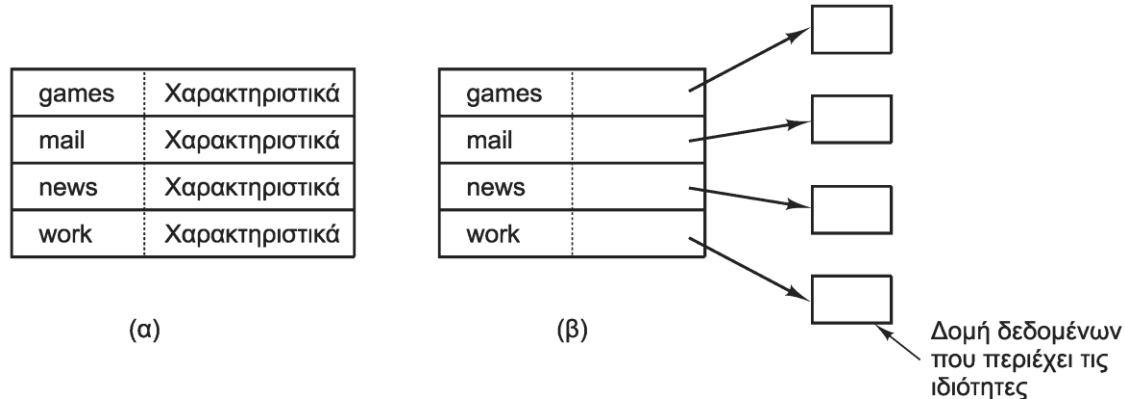 games Χαρακτηριστικά
mail Χαρακτηριστικά
news Χαρακτηριστικά
work Χαρακτηριστικά
(α)
games
mail
news
work
(β)
Δομή δεδομένων
που περιέχει τις
ιδιότητες